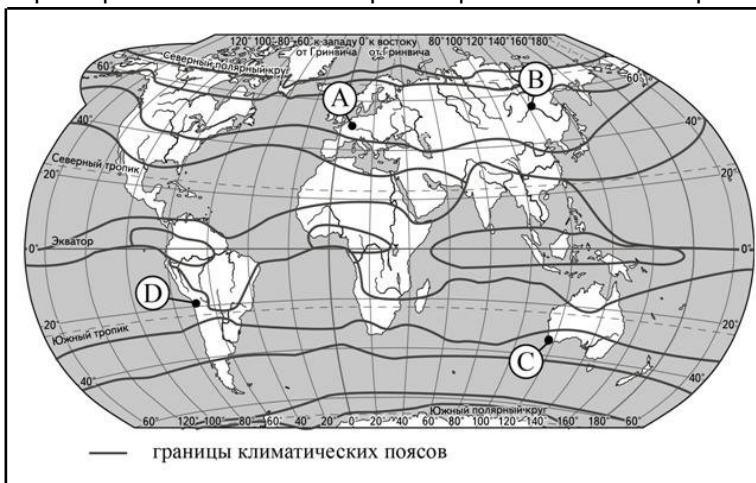 120° 100°-80°-60° к западу 0° к востоку 80°100°120°140°160°180°
от Гринвича от Гринвича
Северный полярный круг
60°
60°
B
A
40°
40°
Северный тропик
20°
20°
Экватор
0°
0°
D
20°
20°
Южный тропик
C
40°
40°
Южный полярный круг
60° 120° 100° 80° 60° 40° 20° 0° 20° 40° 60° 80° 100° 120° 140° 160° 180° 60°
границы климатических поясов